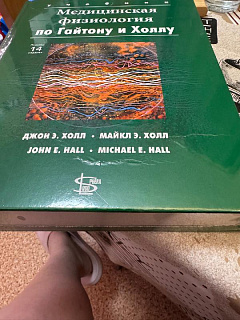 Медицинская
физиология
по Гайтону и Холлу
14
ДЖОН Э. ХОЛЛ • МАЙКЛ Э. ХОЛЛ
JOHN E. HALL • MICHAEL E. HALL